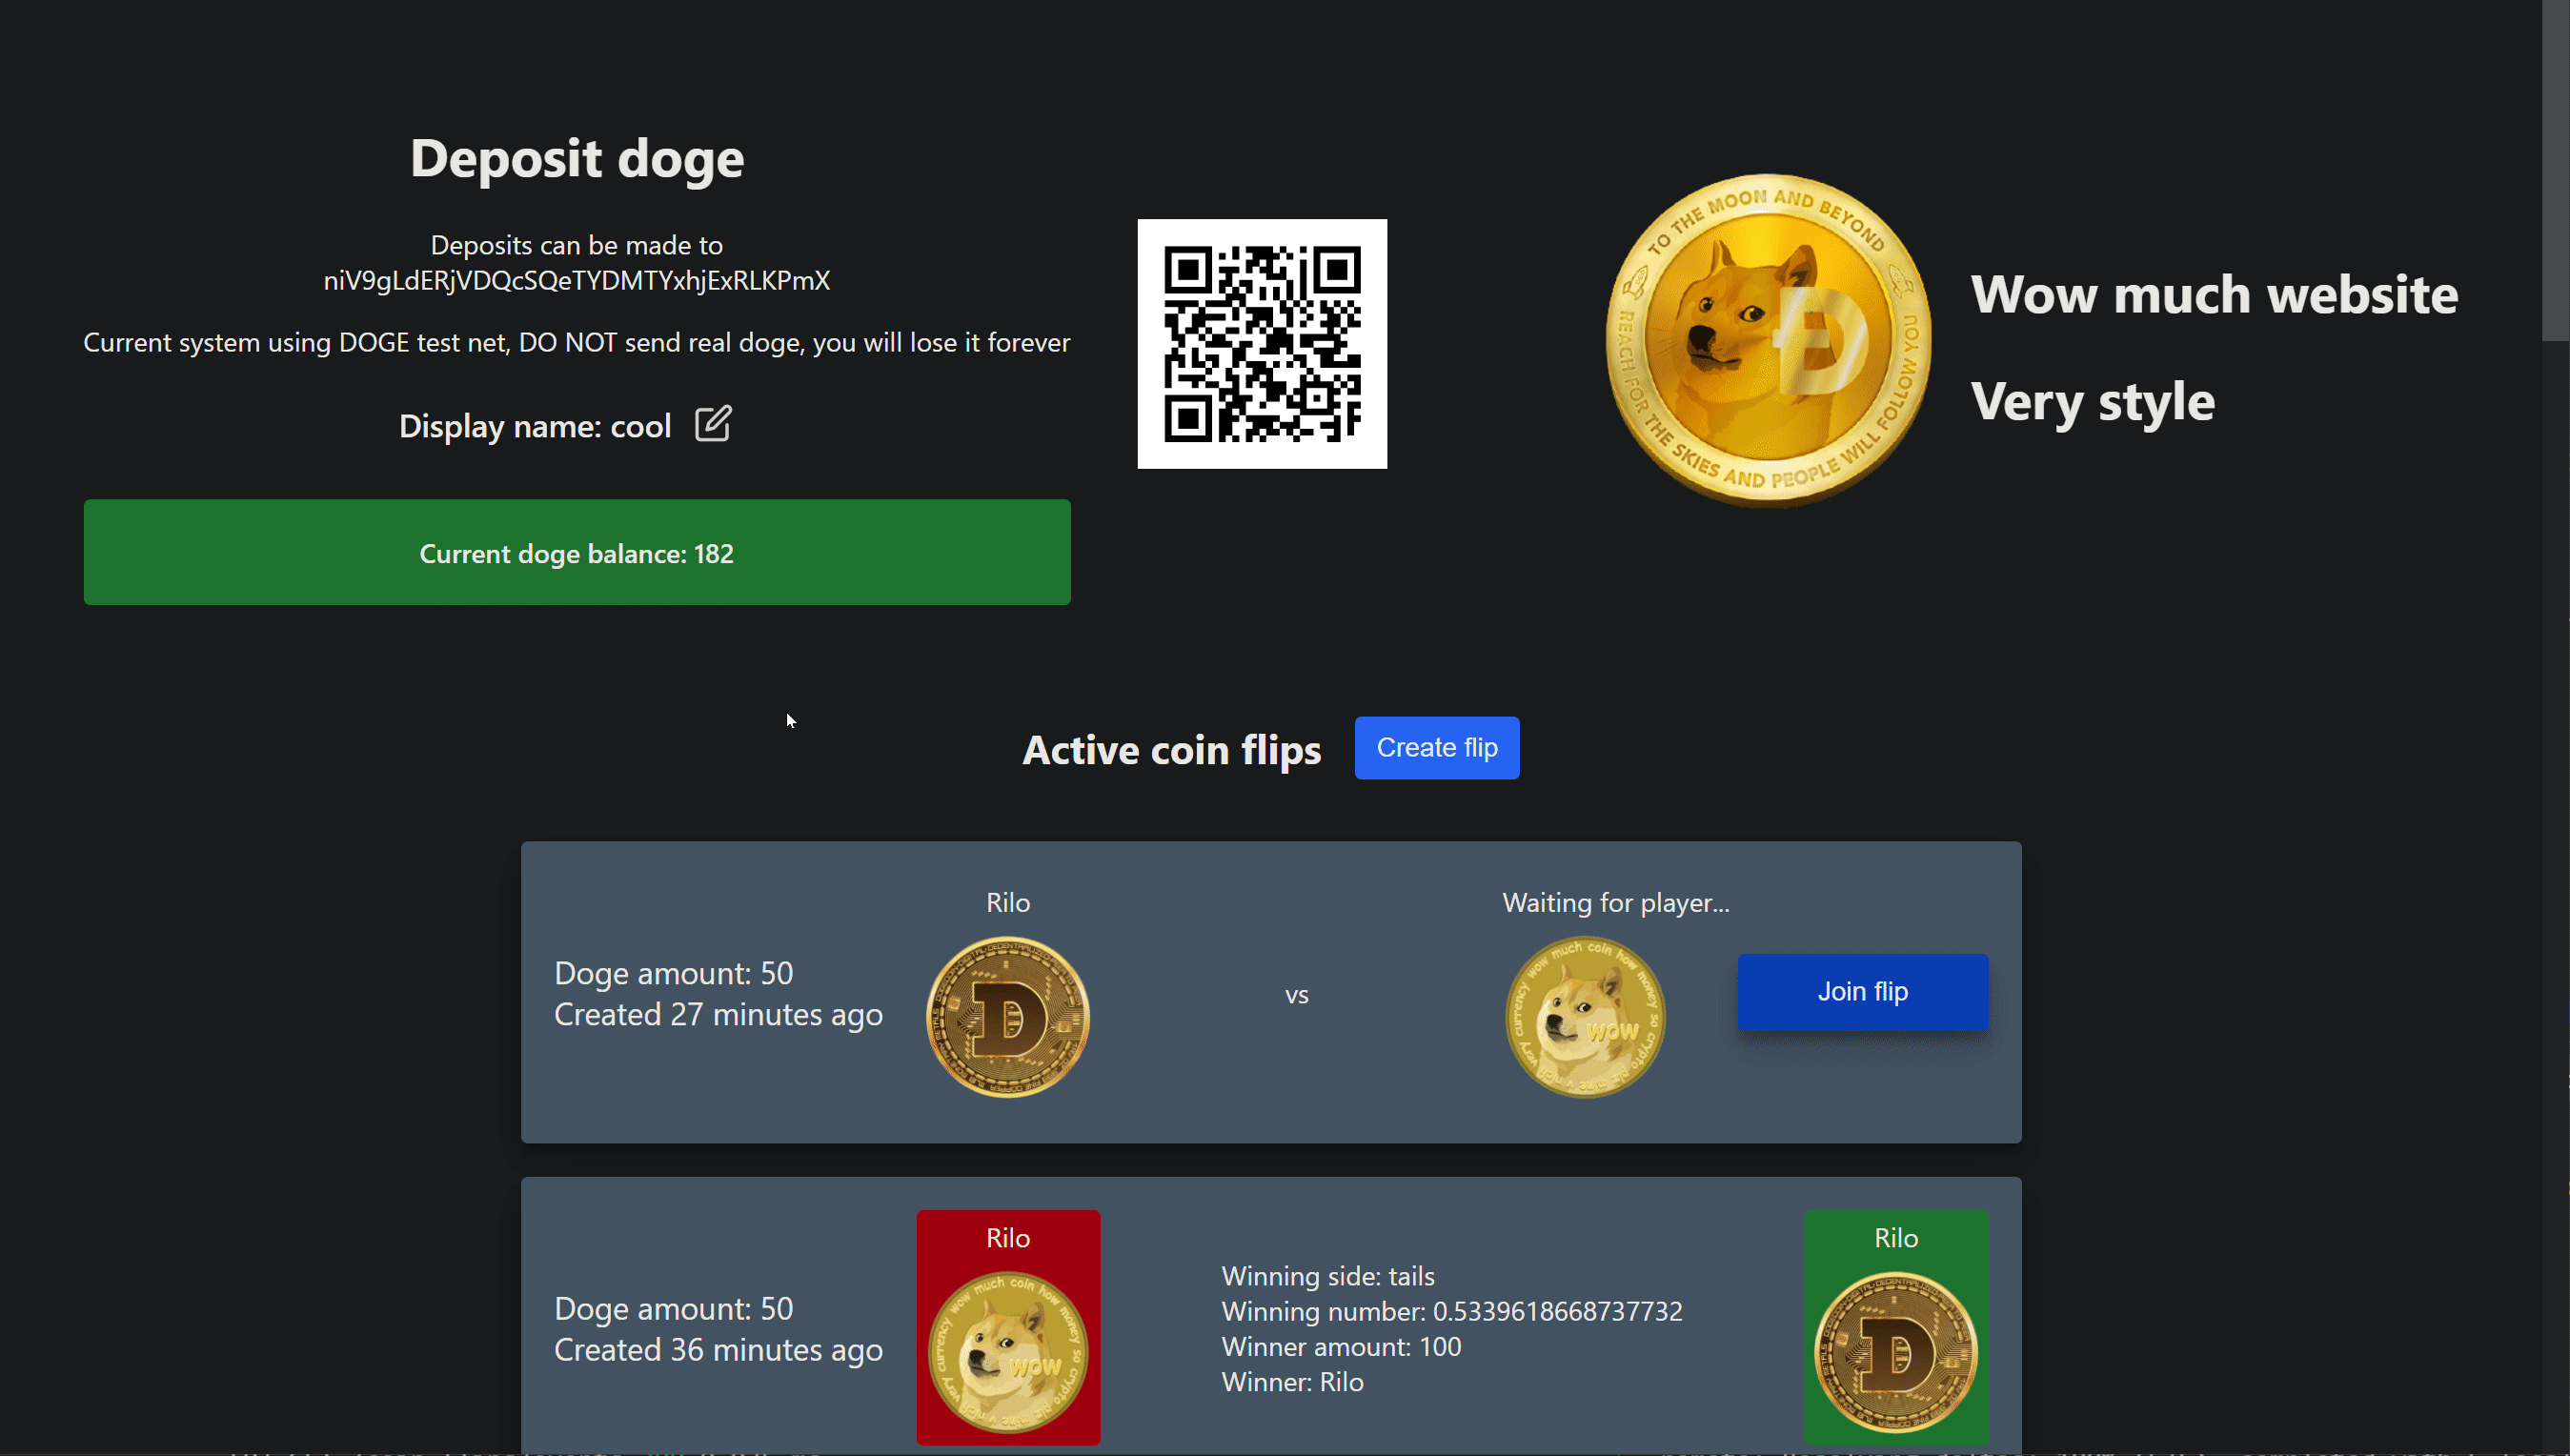 Deposit doge
Deposits can be made to
niV9gLdERjVDQcSQeTYDMTYxhjExRLKPmX
Current system using DOGE test net, DO NOT send real doge, you will lose it forever
Display name: cool
Current doge balance: 182
TO THE MOON AND BEYOND
REACH FOR THE SKIES AND PEOPLE WILL FOLLOW YOU
Wow much website
Very style
Active coin flips
Create flip
Rilo
Waiting for player...
Doge amount: 50
Created 27 minutes ago
vs
very currency wow much coin how money so crypto plz mine v rich
wow
Join flip
Rilo
Rilo
Doge amount: 50
Created 36 minutes ago
very currency wow much coin how money so crypto plz mine v rich
wow
Winning side: tails
Winning number: 0.5339618668737732
Winner amount: 100
Winner: Rilo